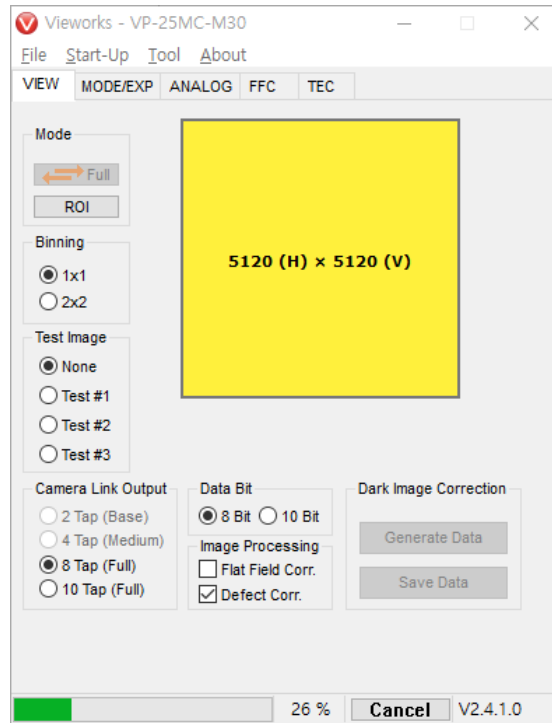 Vieworks - VP-25MC-M30
File Start-Up Tool About
VIEW MODE/EXP ANALOG FFC TEC
Mode
Full
ROI
Binning
1x1
2x2
Test Image
None
Test #1
Test #2
Test #3
5120 (H) × 5120 (V)
Camera Link Output
2 Tap (Base)
4 Tap (Medium)
8 Tap (Full)
10 Tap (Full)
Data Bit
8 Bit 10 Bit
Image Processing
Flat Field Corr.
Defect Corr.
Dark Image Correction
Generate Data
Save Data
26 % Cancel V2.4.1.0